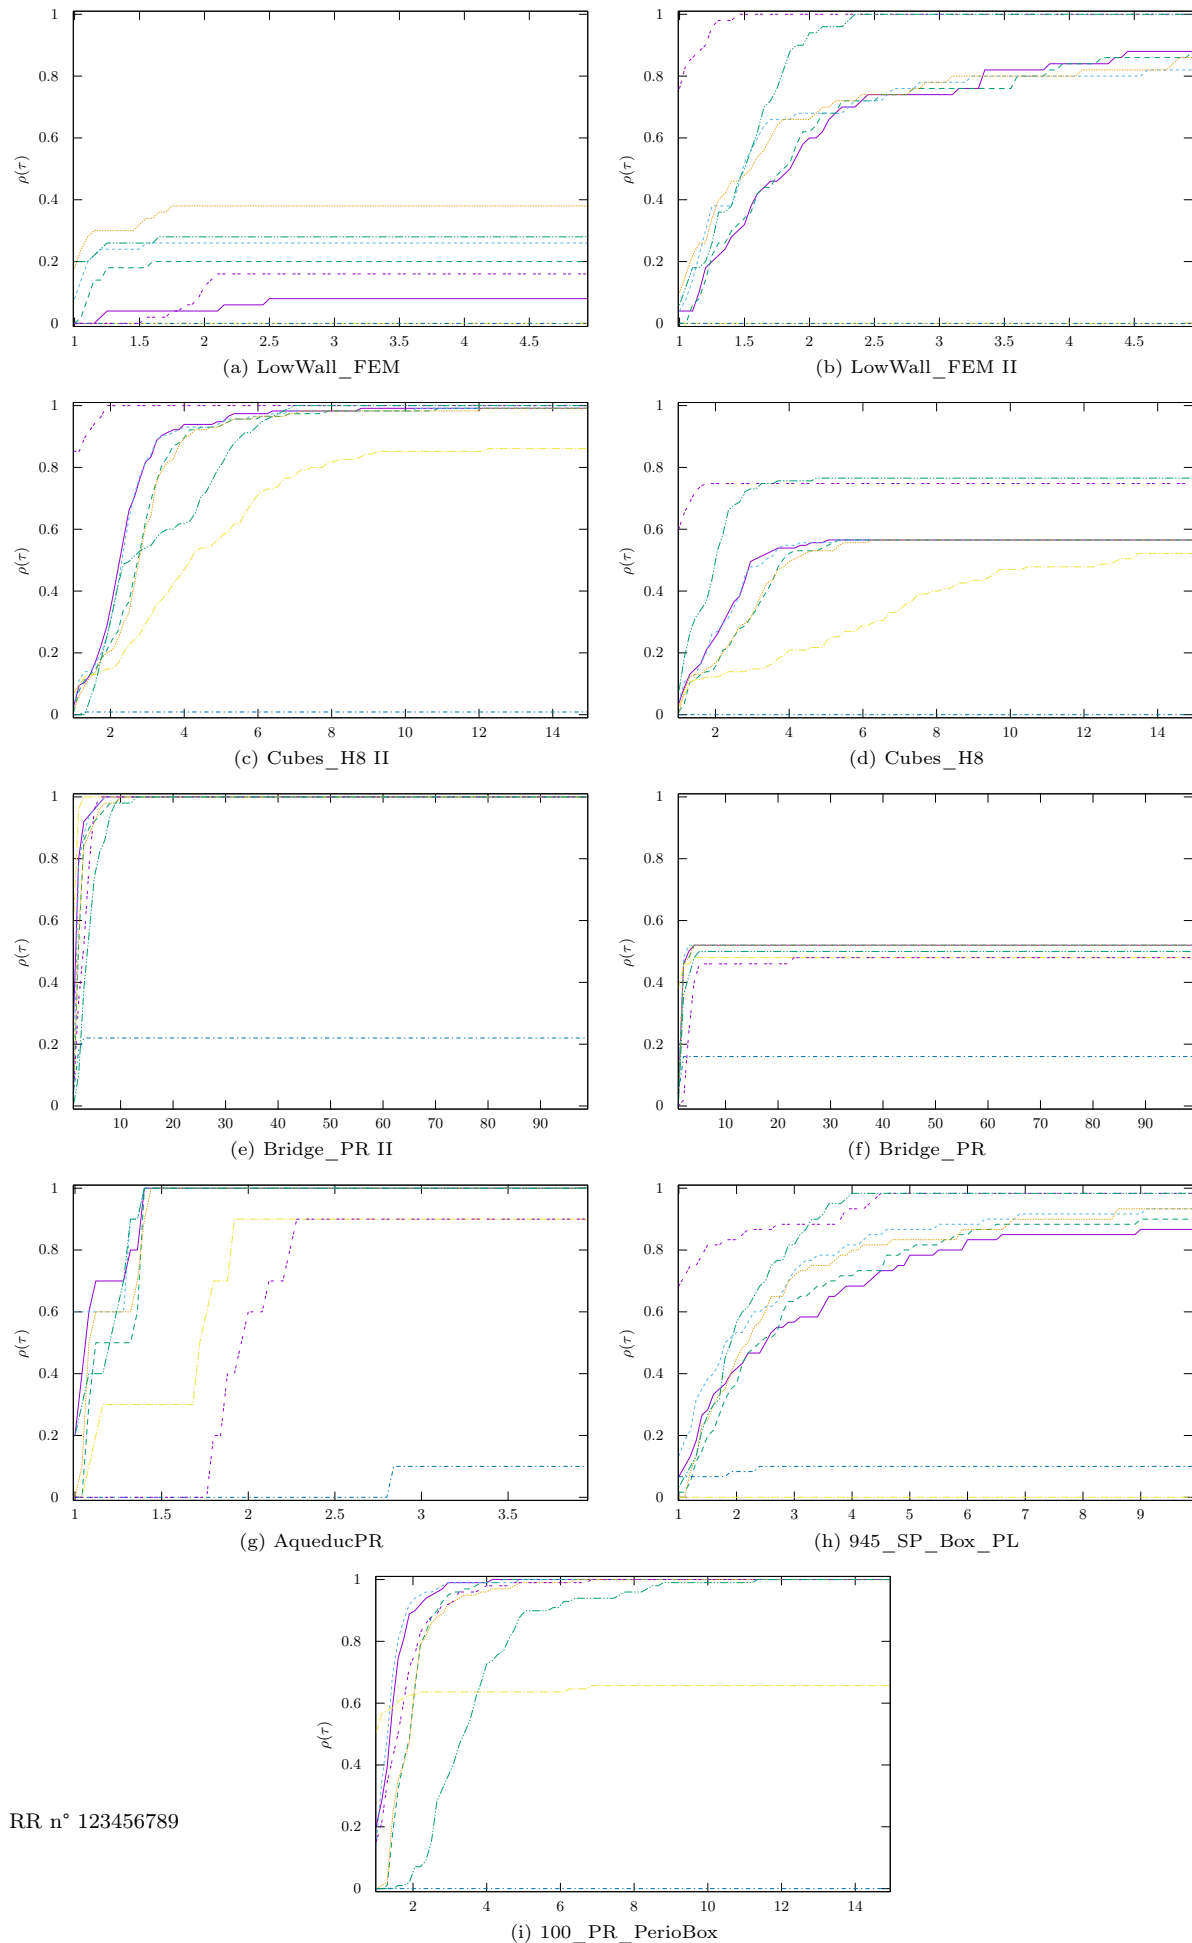 1
0.8
0.6
0.4
0.2
0
ρ(τ)
1 1.5 2 2.5 3 3.5 4 4.5
(a) LowWall_FEM
1
0.8
0.6
0.4
0.2
0
ρ(τ)
1 1.5 2 2.5 3 3.5 4 4.5
(b) LowWall_FEM II
1
0.8
0.6
0.4
0.2
0
ρ(τ)
2 4 6 8 10 12 14
(c) Cubes_H8 II
1
0.8
0.6
0.4
0.2
0
ρ(τ)
2 4 6 8 10 12 14
(d) Cubes_H8
1
0.8
0.6
0.4
0.2
0
ρ(τ)
10 20 30 40 50 60 70 80 90
(e) Bridge_PR II
1
0.8
0.6
0.4
0.2
0
ρ(τ)
10 20 30 40 50 60 70 80 90
(f) Bridge_PR
1
0.8
0.6
0.4
0.2
0
ρ(τ)
1 1.5 2 2.5 3 3.5
(g) AqueducPR
1
0.8
0.6
0.4
0.2
0
ρ(τ)
1 2 3 4 5 6 7 8 9
(h) 945_SP_Box_PL
1
0.8
0.6
0.4
0.2
0
ρ(τ)
2 4 6 8 10 12 14
(i) 100_PR_PerioBox
RR n° 123456789